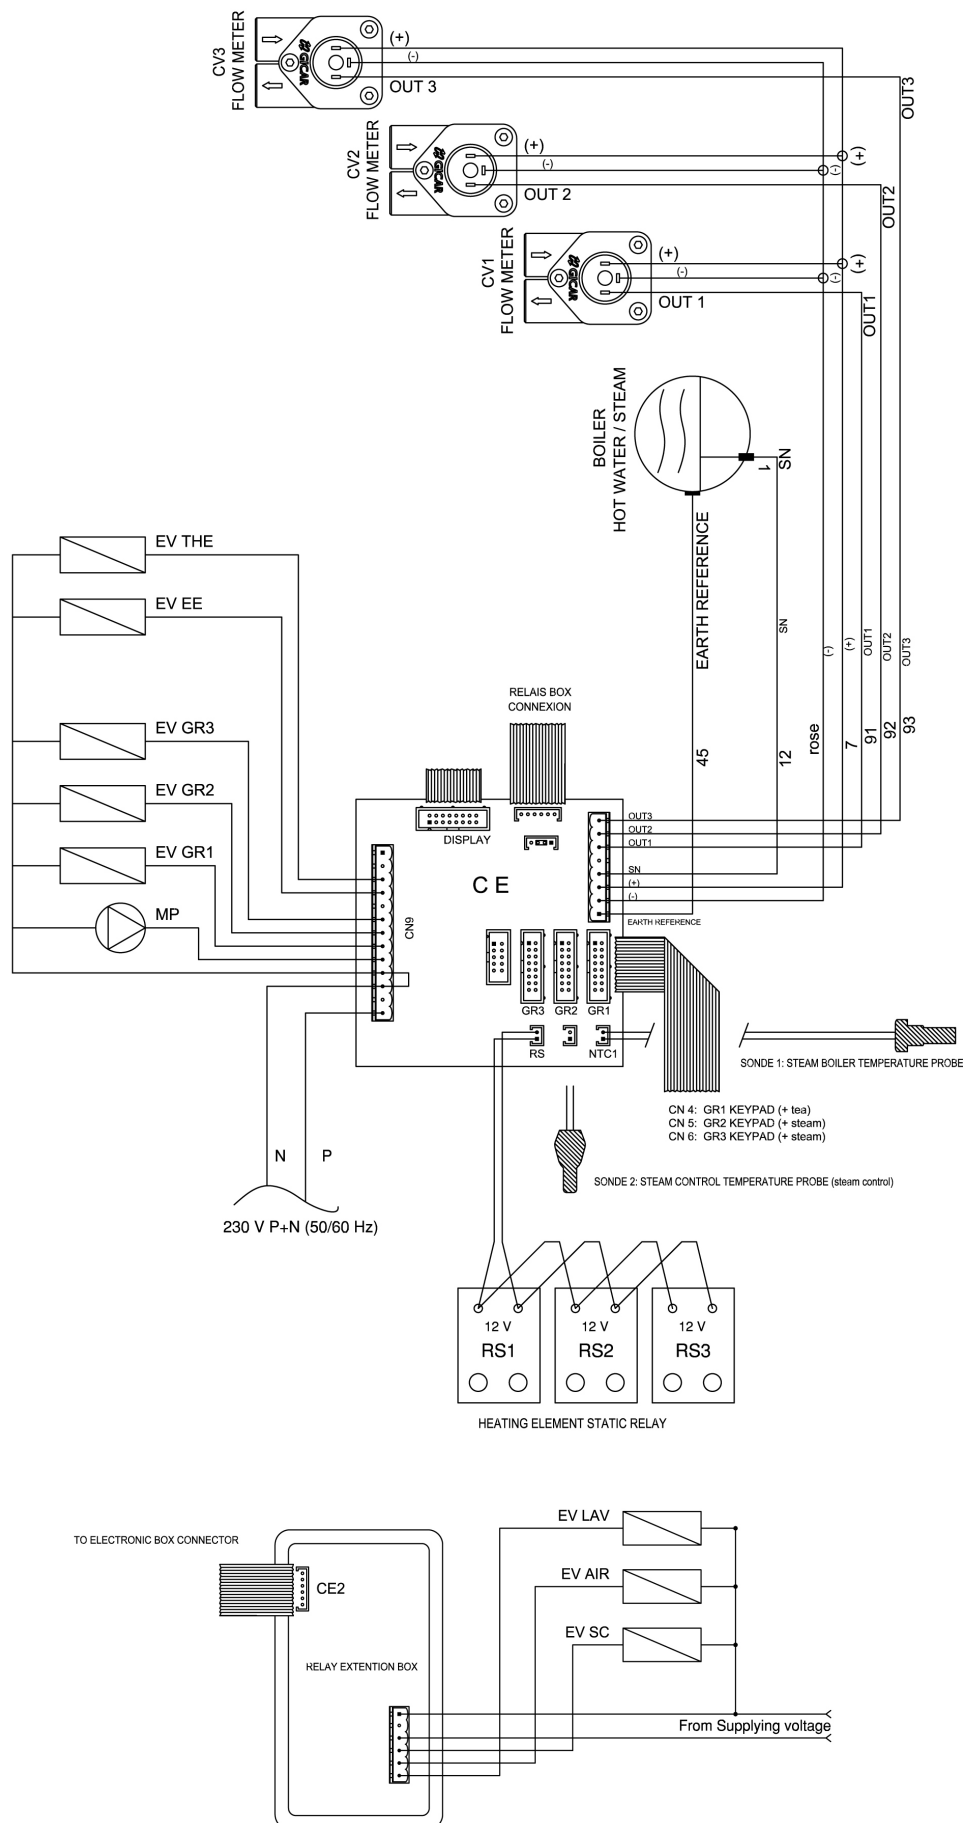 CV3
FLOW METER
GICAR
(+)
(-)
OUT 3
OUT3
CV2
FLOW METER
GICAR
(+)
(-)
OUT 2
(+)
(-)
OUT2
CV1
FLOW METER
GICAR
(+)
(-)
OUT 1
(+)
(-)
OUT1
BOILER
HOT WATER / STEAM
1
SN
EARTH REFERENCE
SN
(-)
(+)
OUT1
OUT2
OUT3
45
12
rose
7
91
92
93
EV THE
EV EE
EV GR3
EV GR2
EV GR1
MP
RELAIS BOX
CONNEXION
DISPLAY
C E
CN9
OUT3
OUT2
OUT1
SN
(+)
(-)
EARTH REFERENCE
GR3
GR2
GR1
RS
NTC1
SONDE 1: STEAM BOILER TEMPERATURE PROBE
CN 4: GR1 KEYPAD (+ tea)
CN 5: GR2 KEYPAD (+ steam)
CN 6: GR3 KEYPAD (+ steam)
N
P
230 V P+N (50/60 Hz)
SONDE 2: STEAM CONTROL TEMPERATURE PROBE (steam control)
12 V
RS1
12 V
RS2
12 V
RS3
HEATING ELEMENT STATIC RELAY
TO ELECTRONIC BOX CONNECTOR
CE2
RELAY EXTENTION BOX
EV LAV
EV AIR
EV SC
From Supplying voltage